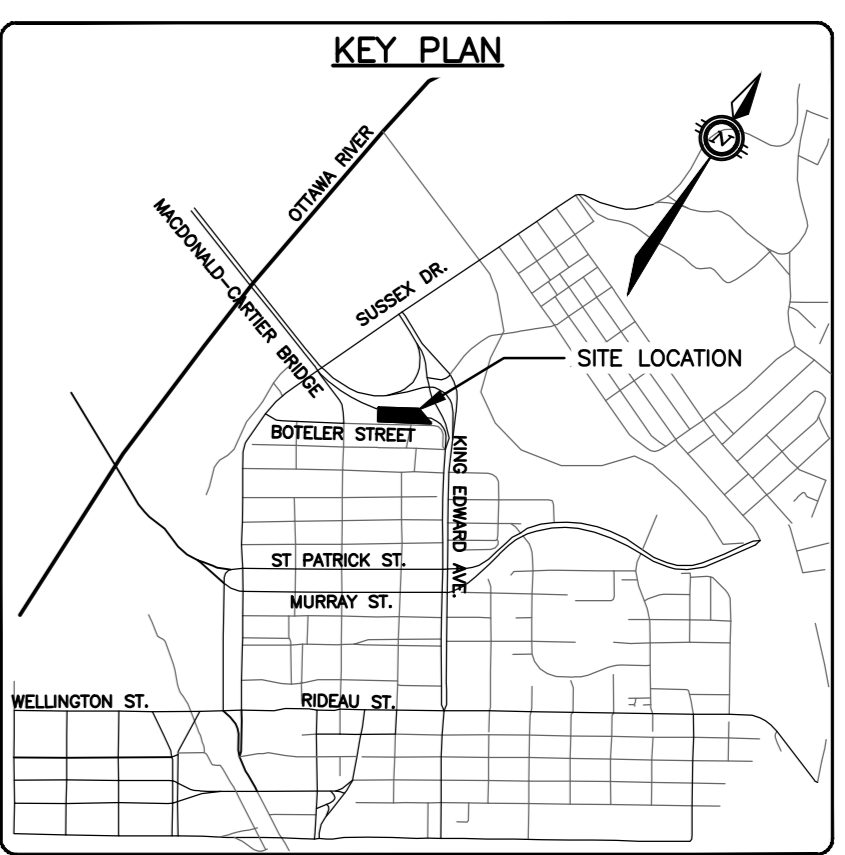 KEY PLAN
OTTAWA RIVER
N
MACDONALD-CARTIER BRIDGE
SUSSEX DR.
SITE LOCATION
BOTELER STREET
KING EDWARD AVE.
ST PATRICK ST.
MURRAY ST.
WELLINGTON ST.
RIDEAU ST.